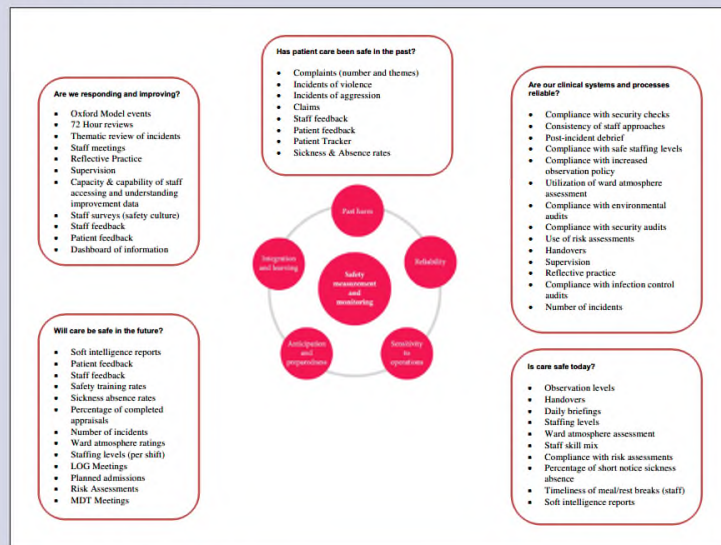 Has patient care been safe in the past?
• Complaints (number and themes)
• Incidents of violence
• Incidents of aggression
• Claims
• Staff feedback
• Patient feedback
• Patient Tracker
• Sickness & Absence rates
Are we responding and improving?
• Oxford Model events
• 72 Hour reviews
• Thematic review of incidents
• Staff meetings
• Reflective Practice
• Supervision
• Capacity & capability of staff
accessing and understanding
improvement data
• Staff surveys (safety culture)
• Staff feedback
• Patient feedback
• Dashboard of information
Are our clinical systems and processes
reliable?
• Compliance with security checks
• Consistency of staff approaches
• Post-incident debrief
• Compliance with safe staffing levels
• Compliance with increased
observation policy
• Utilization of ward atmosphere
assessment
• Compliance with environmental
audits
• Compliance with security audits
• Use of risk assessments
• Handovers
• Supervision
• Reflective practice
• Compliance with infection control
audits
• Number of incidents
Past harm
Integration
and learning
Reliability
Safety
measurement
and
monitoring
Anticipation
and
preparedness
Sensitivity
to
operations
Will care be safe in the future?
• Soft intelligence reports
• Patient feedback
• Staff feedback
• Safety training rates
• Sickness absence rates
• Percentage of completed
appraisals
• Number of incidents
• Ward atmosphere ratings
• Staffing levels (per shift)
• LOG Meetings
• Planned admissions
• Risk Assessments
• MDT Meetings
Is care safe today?
• Observation levels
• Handovers
• Daily briefings
• Staffing levels
• Ward atmosphere assessment
• Staff skill mix
• Compliance with risk assessments
• Percentage of short notice sickness
absence
• Timeliness of meal/rest breaks (staff)
• Soft intelligence reports